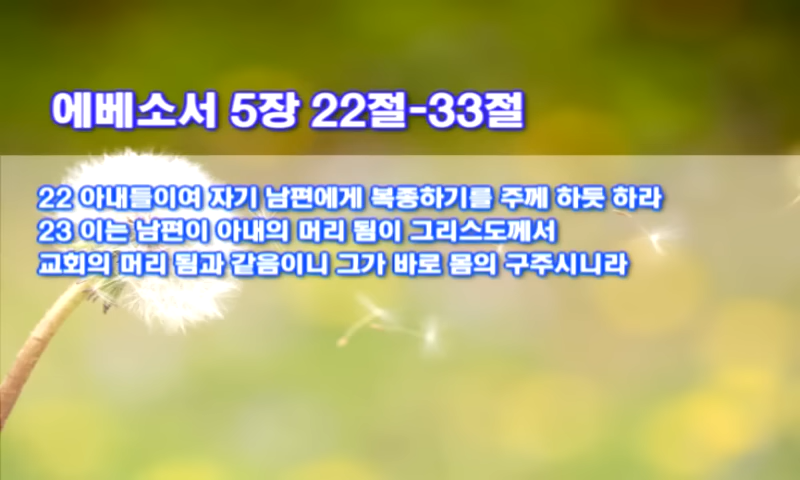 에베소서 5장 22절-33절
22 아내들이여 자기 남편에게 복종하기를 주께 하듯 하라
23 이는 남편이 아내의 머리 됨이 그리스도께서
교회의 머리 됨과 같음이니 그가 바로 몸의 구주시니라